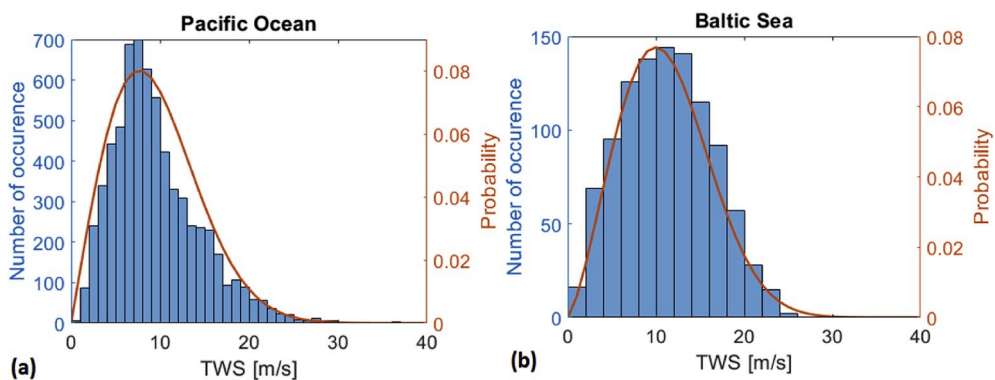 Pacific Ocean
700
600
500
400
300
200
100
0
Number of occurence
0.08
0.06
0.04
0.02
0
Probability
0 10 20 30 40
TWS [m/s]
(a)
Baltic Sea
150
100
50
0
Number of occurence
0.08
0.06
0.04
0.02
0
Probability
0 10 20 30 40
TWS [m/s]
(b)